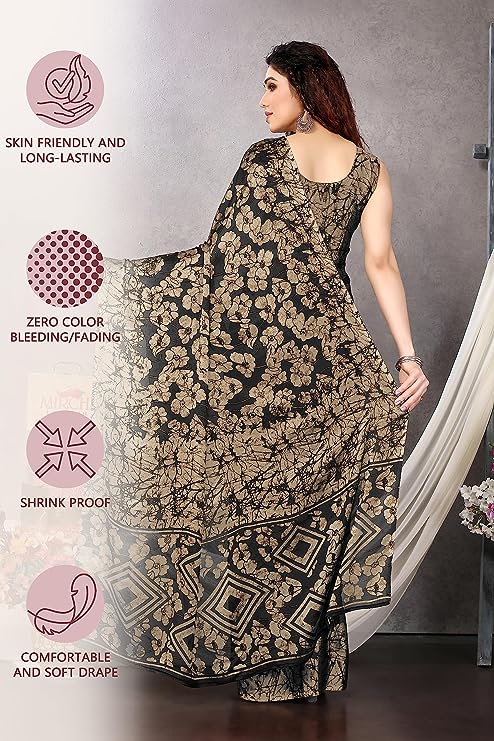 SKIN FRIENDLY AND
LONG-LASTING
ZERO COLOR
BLEEDING/FADING
SHRINK PROOF
COMFORTABLE
AND SOFT DRAPE